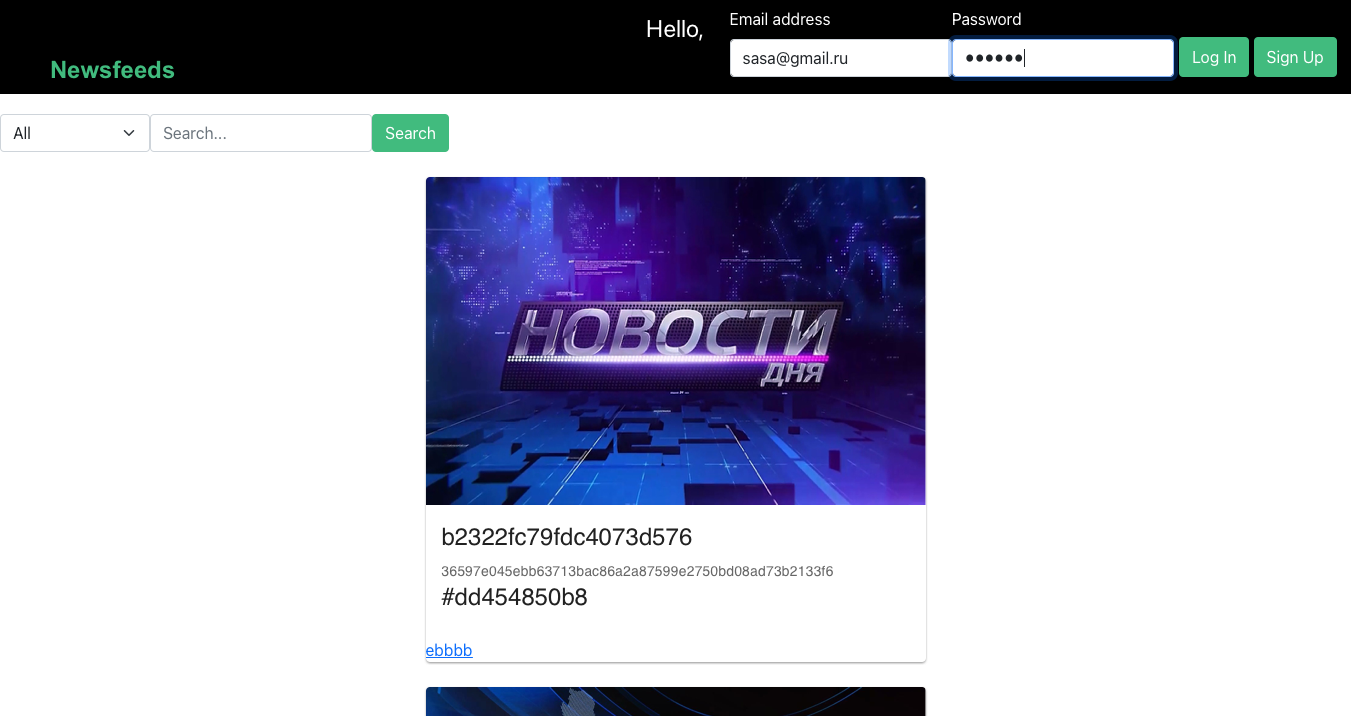 Hello,
Email address
Password
Newsfeeds
sasa@gmail.ru
••••••
Log In
Sign Up
All
Search...
Search
НОВОСТИ
ДНЯ
b2322fc79fdc4073d576
36597e045ebb63713bac86a2a87599e2750bd08ad73b2133f6
#dd454850b8
ebbbb